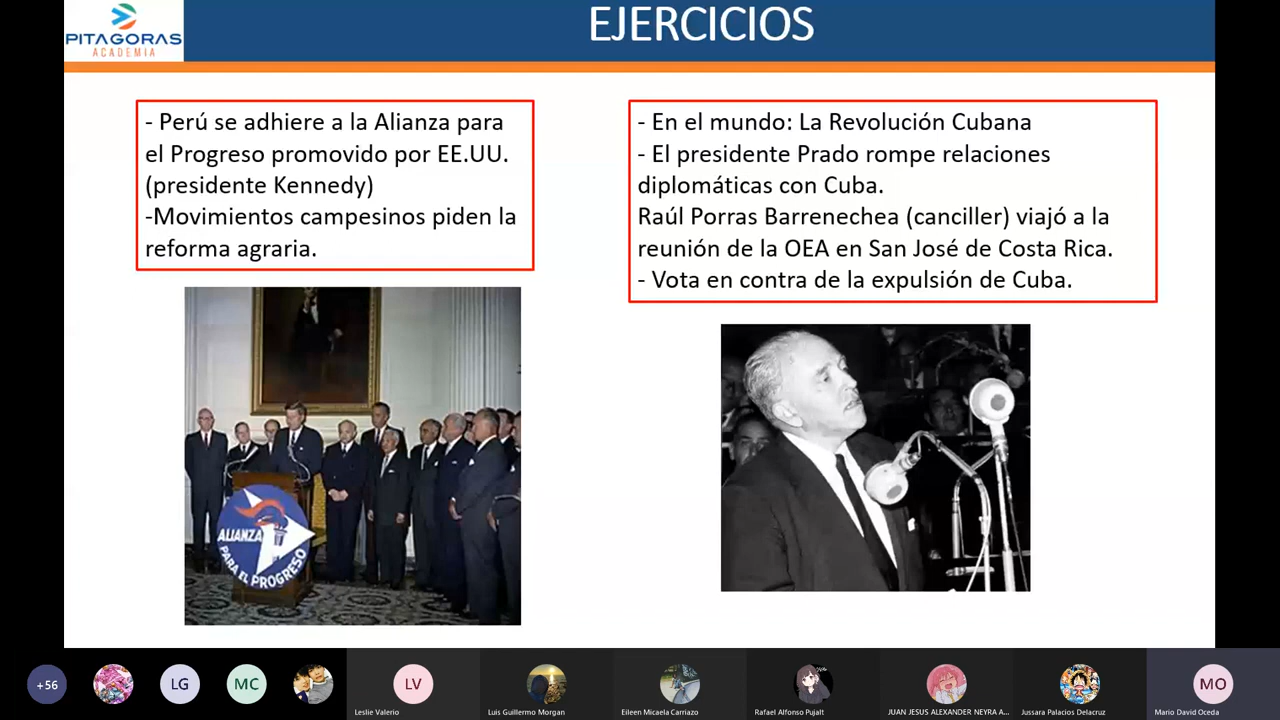 PITAGORAS
ACADEMIA
EJERCICIOS
- Perú se adhiere a la Alianza para
el Progreso promovido por EE.UU.
(presidente Kennedy)
-Movimientos campesinos piden la
reforma agraria.
- En el mundo: La Revolución Cubana
- El presidente Prado rompe relaciones
diplomáticas con Cuba.
Raúl Porras Barrenechea (canciller) viajó a la
reunión de la OEA en San José de Costa Rica.
- Vota en contra de la expulsión de Cuba.
ALIANZA
PARA EL PROGRESO
+56
LG
MC
LV
MO
Leslie Valerio
Luis Guillermo Morgan
Eileen Micaela Carriazo
Rafael Alfonso Pujalt
JUAN JESUS ALEXANDER NEYRA A...
Jussara Palacios Delacruz
Mario David Oceda